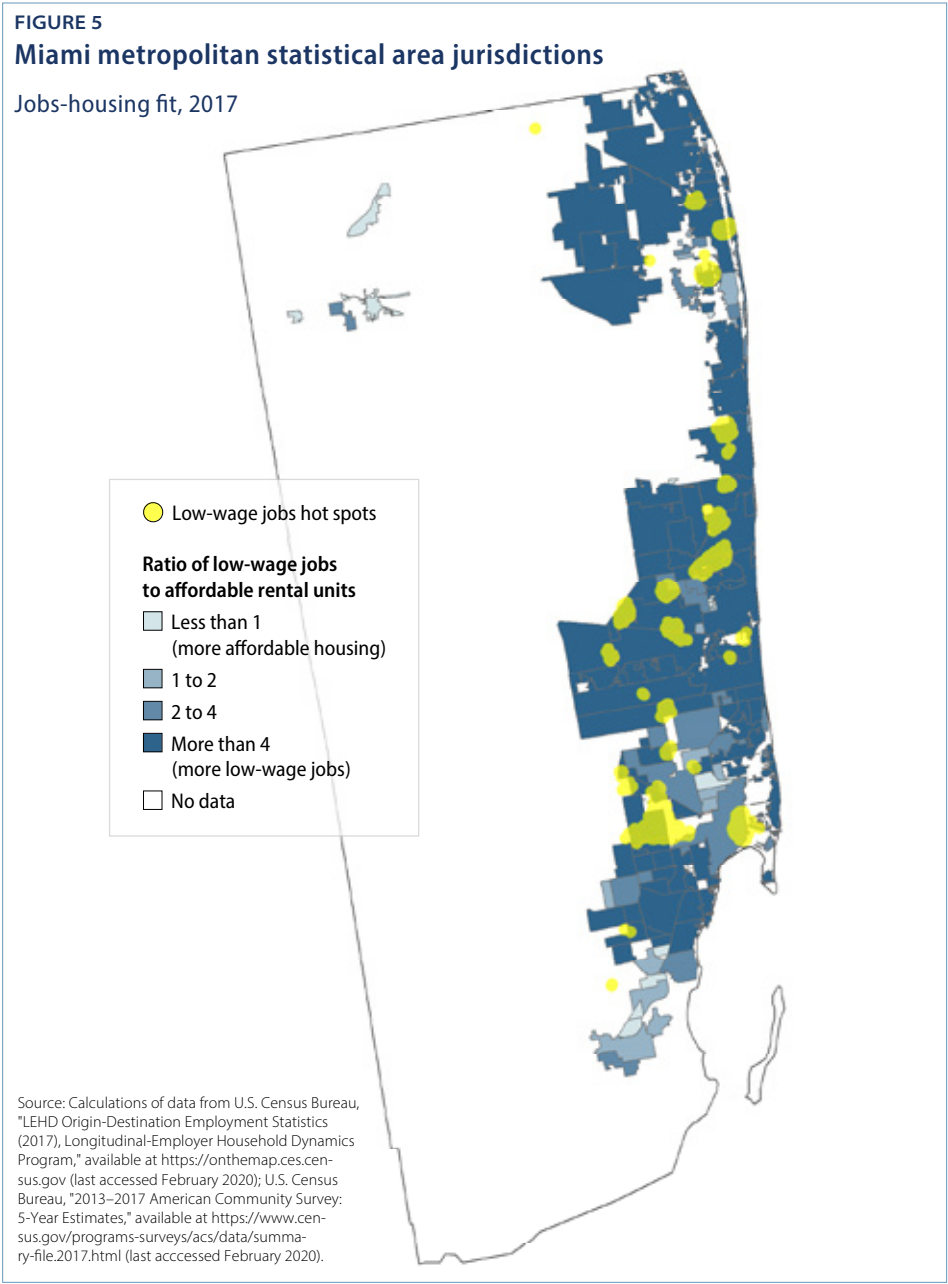 FIGURE 5
Miami metropolitan statistical area jurisdictions
Jobs-housing fit, 2017
Low-wage jobs hot spots
Ratio of low-wage jobs
to affordable rental units
Less than 1
(more affordable housing)
1 to 2
2 to 4
More than 4
(more low-wage jobs)
No data
Source: Calculations of data from U.S. Census Bureau,
"LEHD Origin-Destination Employment Statistics
(2017), Longitudinal-Employer Household Dynamics
Program," available at https://onthemap.ces.cen-
sus.gov (last accessed February 2020); U.S. Census
Bureau, "2013–2017 American Community Survey:
5-Year Estimates," available at https://www.cen-
sus.gov/programs-surveys/acs/data/summa-
ry-file.2017.html (last acccessed February 2020).